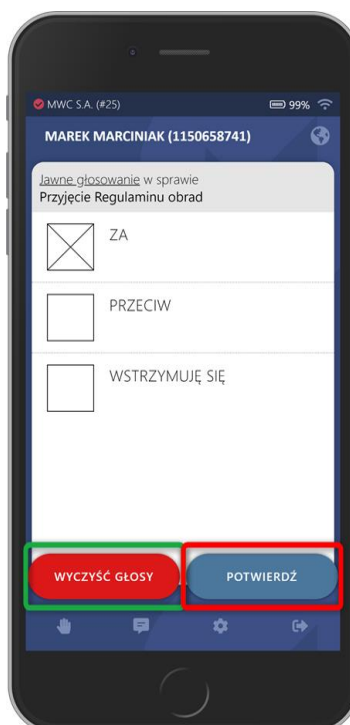 MWC S.A. (#25) 99%
MAREK MARCINIAK (1150658741)
Jawne głosowanie w sprawie
Przyjęcie Regulaminu obrad
ZA
PRZECIW
WSTRZYMUJĘ SIĘ
WYCZYŚĆ GŁOSY POTWIERDŹ